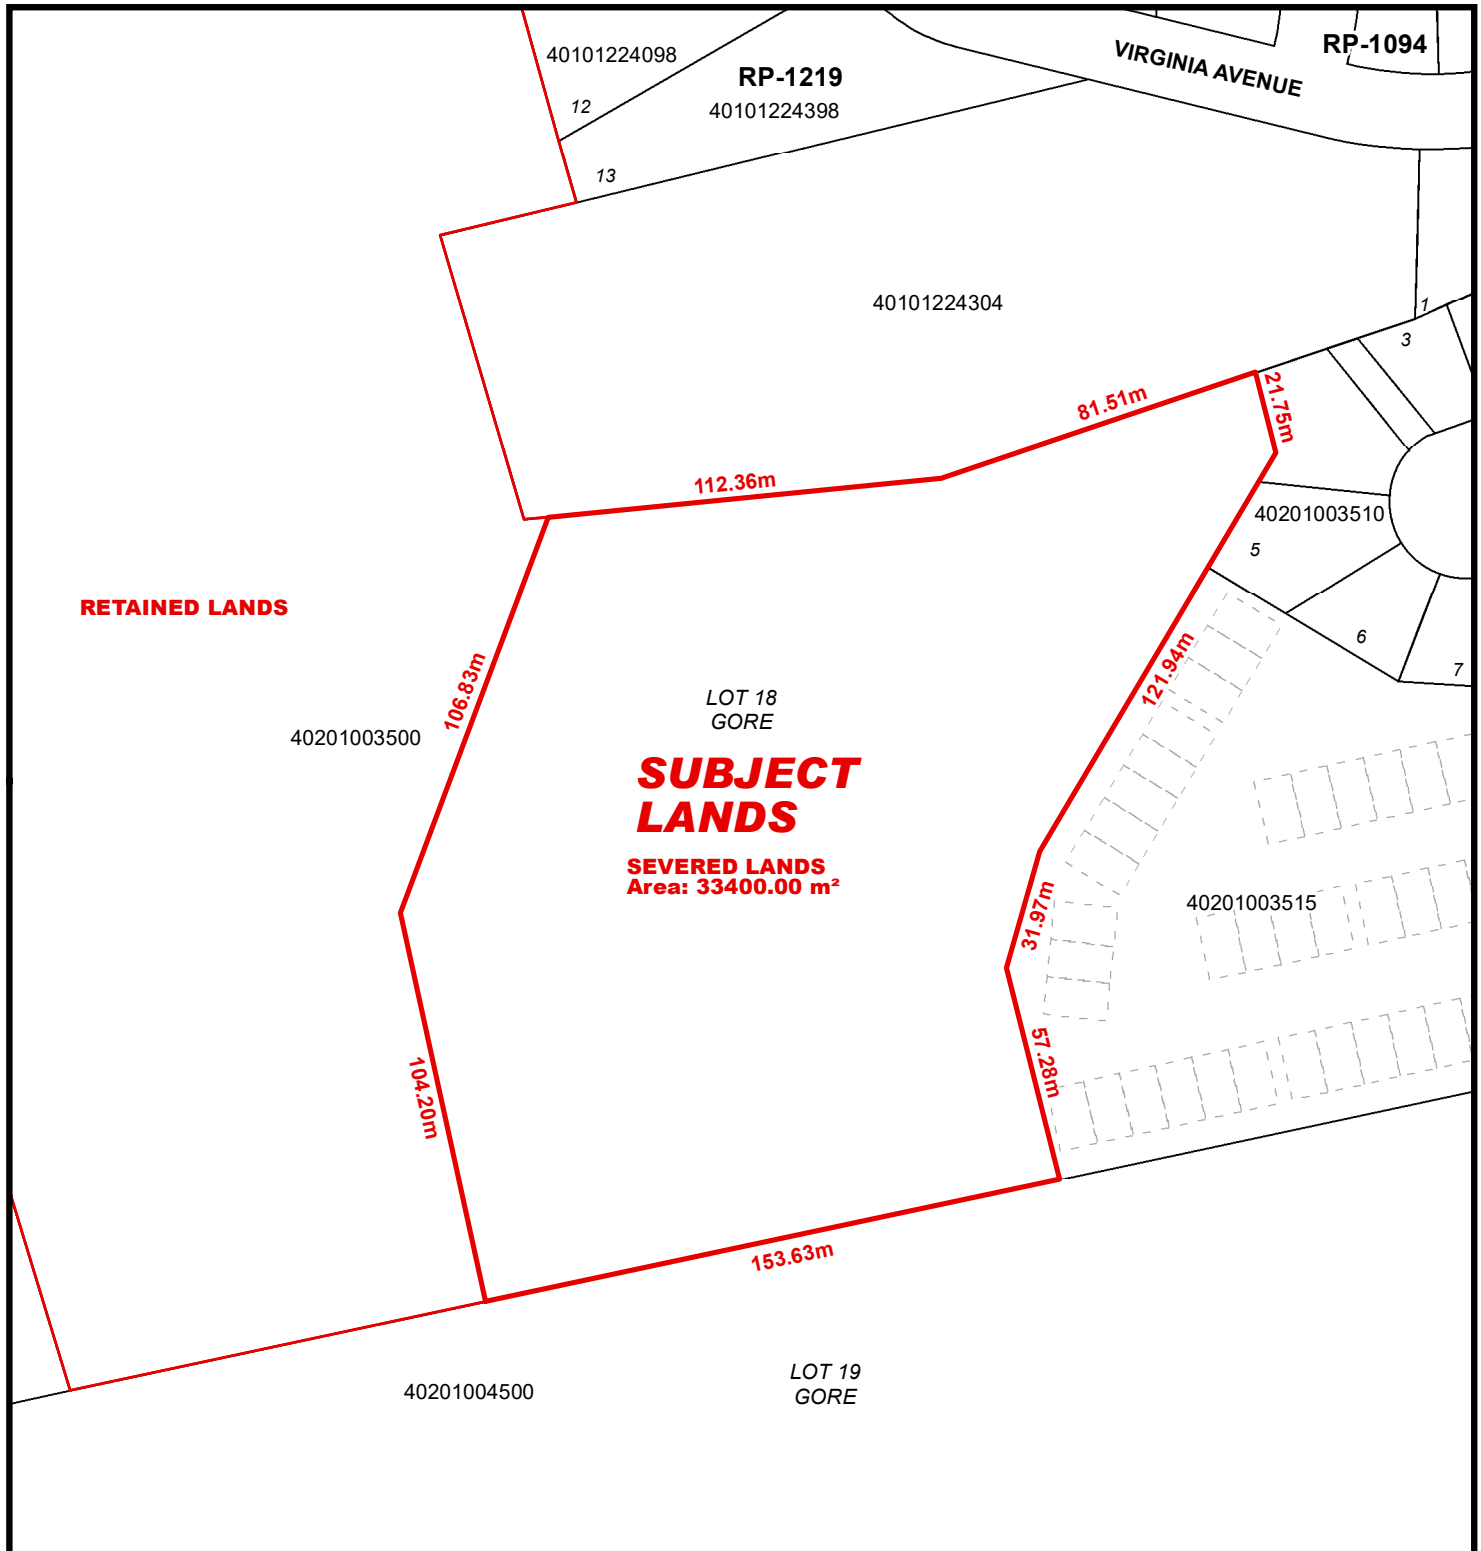 40101224098
RP-1219
VIRGINIA AVENUE
RP-1094
12
40101224398
13
40101224304
1
3
81.51m
21.75m
112.36m
40201003510
5
RETAINED LANDS
6
7
106.83m
121.94m
LOT 18
GORE
40201003500
SUBJECT
LANDS
SEVERED LANDS
Area: 33400.00 m²
31.97m
40201003515
104.20m
57.28m
153.63m
LOT 19
GORE
40201004500